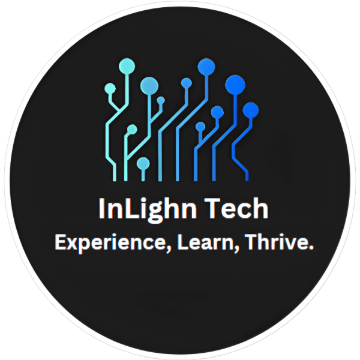 InLighn Tech
Experience, Learn, Thrive.